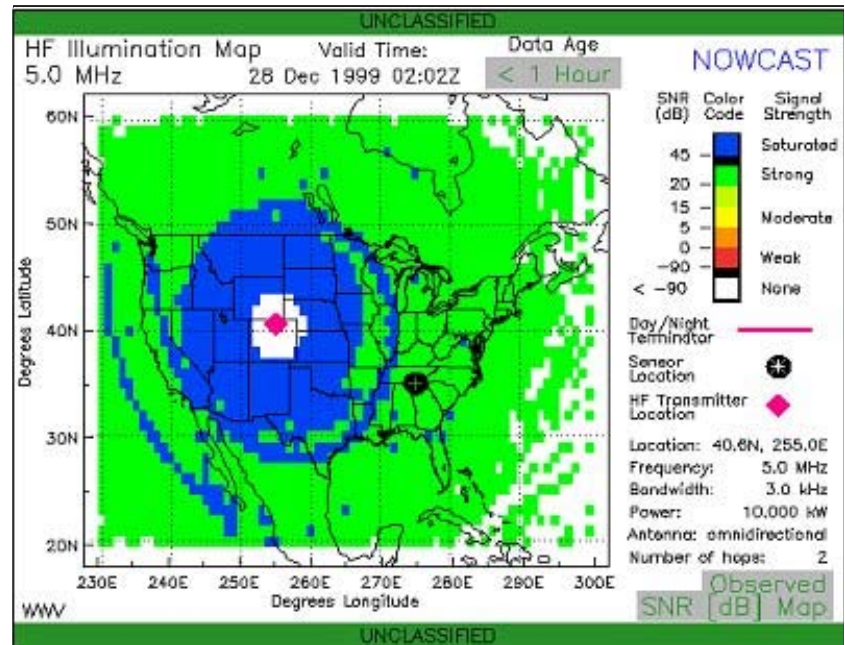 UNCLASSIFIED
HF Illumination Map
5.0 MHz
Valid Time:
28 Dec 1999 02:02Z
Data Age
< 1 Hour
NOWCAST
SNR (dB)
Color Code
Signal Strength
45
20
15
5
0
-90
< -90
Saturated
Strong
Moderate
Weak
None
Day/Night
Terminator
Sensor
Location
HF Transmitter
Location
Location: 40.6N, 255.0E
Frequency: 5.0 MHz
Bandwidth: 3.0 kHz
Power: 10.000 kW
Antenna: omnidirectional
Number of hops: 2
Observed
SNR [dB] Map
Degrees Latitude
60N
50N
40N
30N
20N
230E 240E 250E 260E 270E 280E 290E 300E
Degrees Longitude
WWV
UNCLASSIFIED